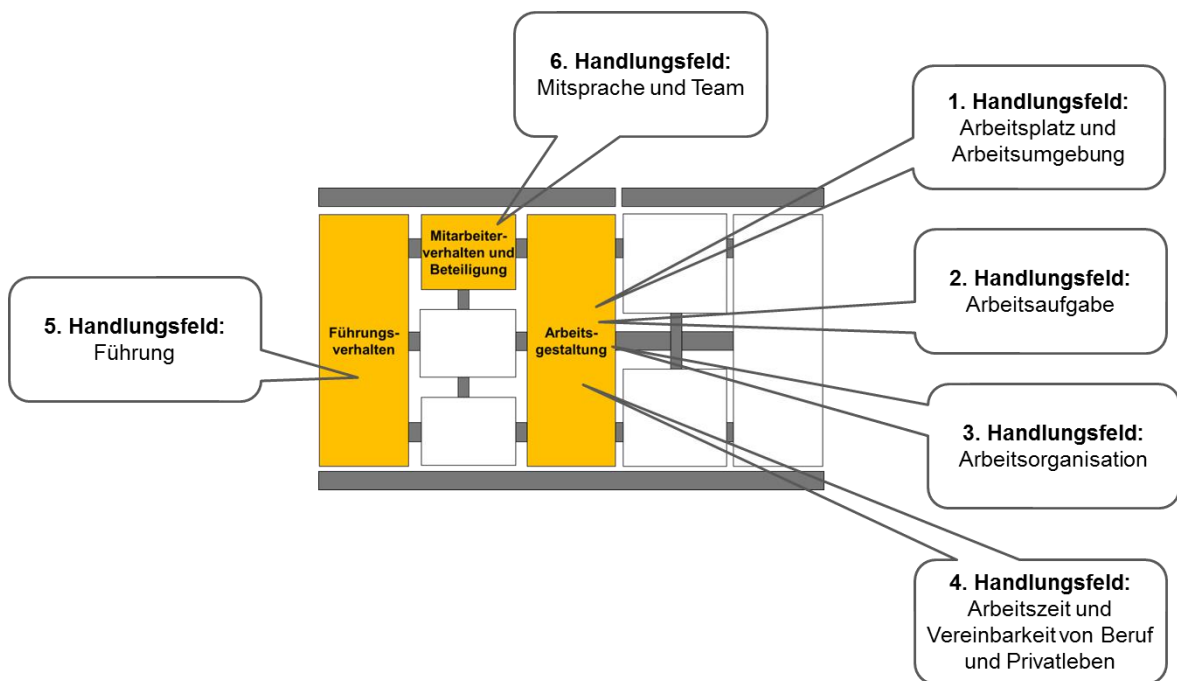 6. Handlungsfeld:
Mitsprache und Team
1. Handlungsfeld:
Arbeitsplatz und
Arbeitsumgebung
Mitarbeiter-
verhalten und
Beteiligung
2. Handlungsfeld:
Arbeitsaufgabe
5. Handlungsfeld:
Führung
Führungs-
verhalten
Arbeits-
gestaltung
3. Handlungsfeld:
Arbeitsorganisation
4. Handlungsfeld:
Arbeitszeit und
Vereinbarkeit von Beruf
und Privatleben